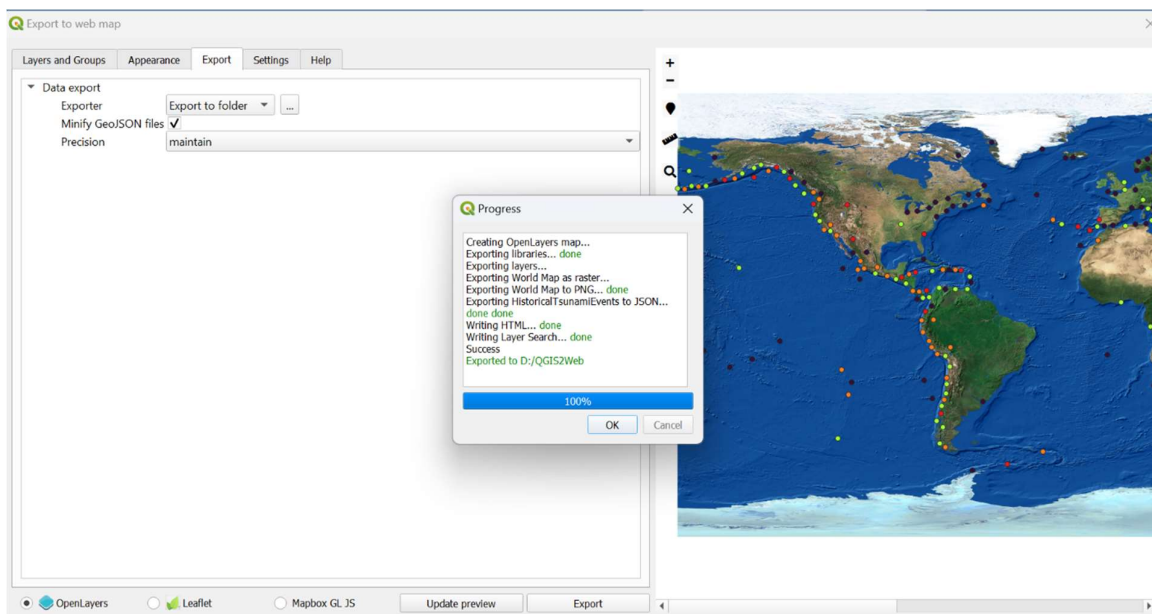 Export to web map
Layers and Groups Appearance Export Settings Help
Data export
Exporter Export to folder ...
Minify GeoJSON files
Precision maintain
Progress
Creating OpenLayers map...
Exporting libraries... done
Exporting layers...
Exporting World Map as raster...
Exporting World Map to PNG... done
Exporting HistoricalTsunamiEvents to JSON...
done done
Writing HTML... done
Writing Layer Search... done
Success
Exported to D:/QGIS2Web
100%
OK Cancel
OpenLayers Leaflet Mapbox GL JS Update preview Export